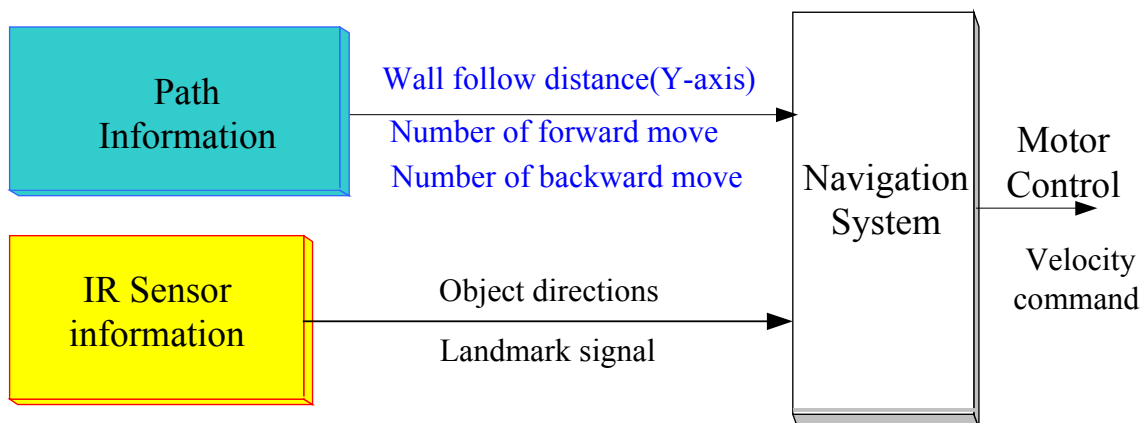 Path
Information
Wall follow distance(Y-axis)
Number of forward move
Number of backward move
IR Sensor
information
Object directions
Landmark signal
Navigation
System
Motor
Control
Velocity
command